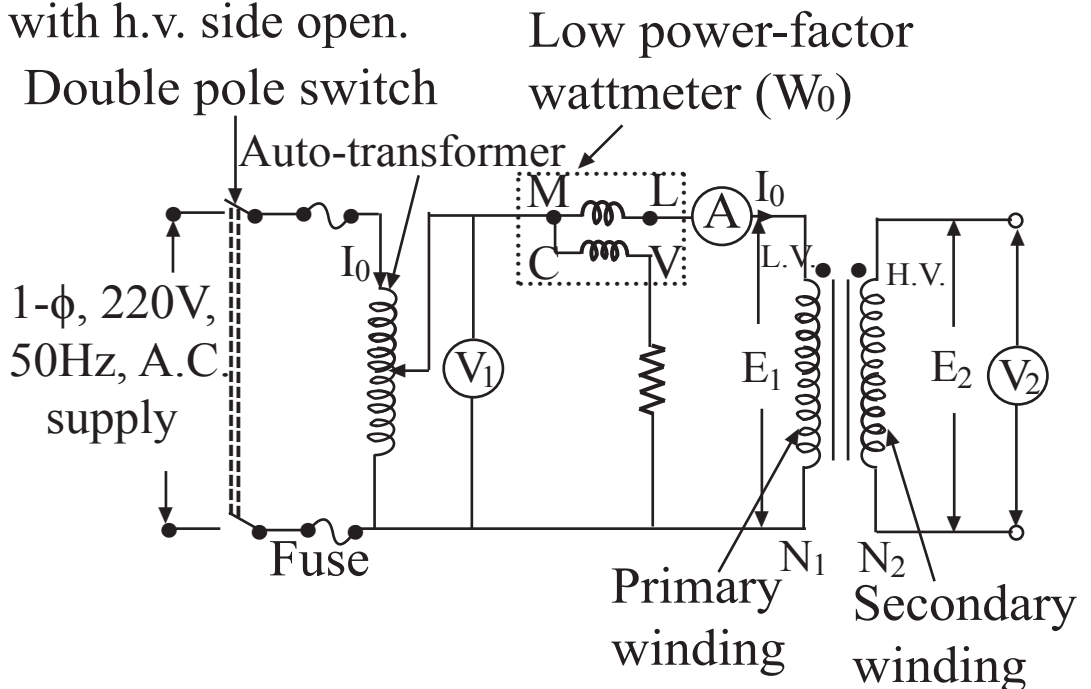 with h.v. side open.
Low power-factor
wattmeter (W₀)
Double pole switch
Auto-transformer
M L
A
I₀
C V
I₀
L.V.
H.V.
1-ϕ, 220V,
50Hz, A.C.
supply
V₁
E₁
E₂
V₂
Fuse
N₁
N₂
Primary
winding
Secondary
winding